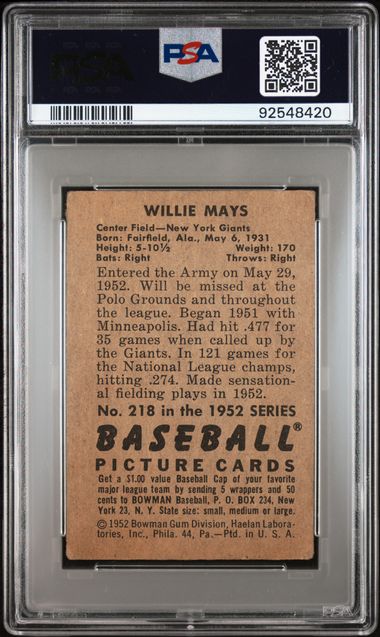 PSA
PSA
92548420
WILLIE MAYS
Center Field—New York Giants
Born: Fairfield, Ala., May 6, 1931
Height: 5-10½ Weight: 170
Bats: Right Throws: Right
Entered the Army on May 29,
1952. Will be missed at the
Polo Grounds and throughout
the league. Began 1951 with
Minneapolis. Had hit .477 for
35 games when called up by
the Giants. In 121 games for
the National League champs,
hitting .274. Made sensation-
al fielding plays in 1952.
No. 218 in the 1952 SERIES
BASEBALL®
PICTURE CARDS
Get a $1.00 value Baseball Cap of your favorite
major league team by sending 5 wrappers and 50
cents to BOWMAN Baseball, P. O. BOX 234, New
York 23, N. Y. State size: small, medium or large.
© 1952 Bowman Gum Division, Haelan Labora-
tories, Inc., Phila. 44, Pa.—Ptd. in U. S. A.